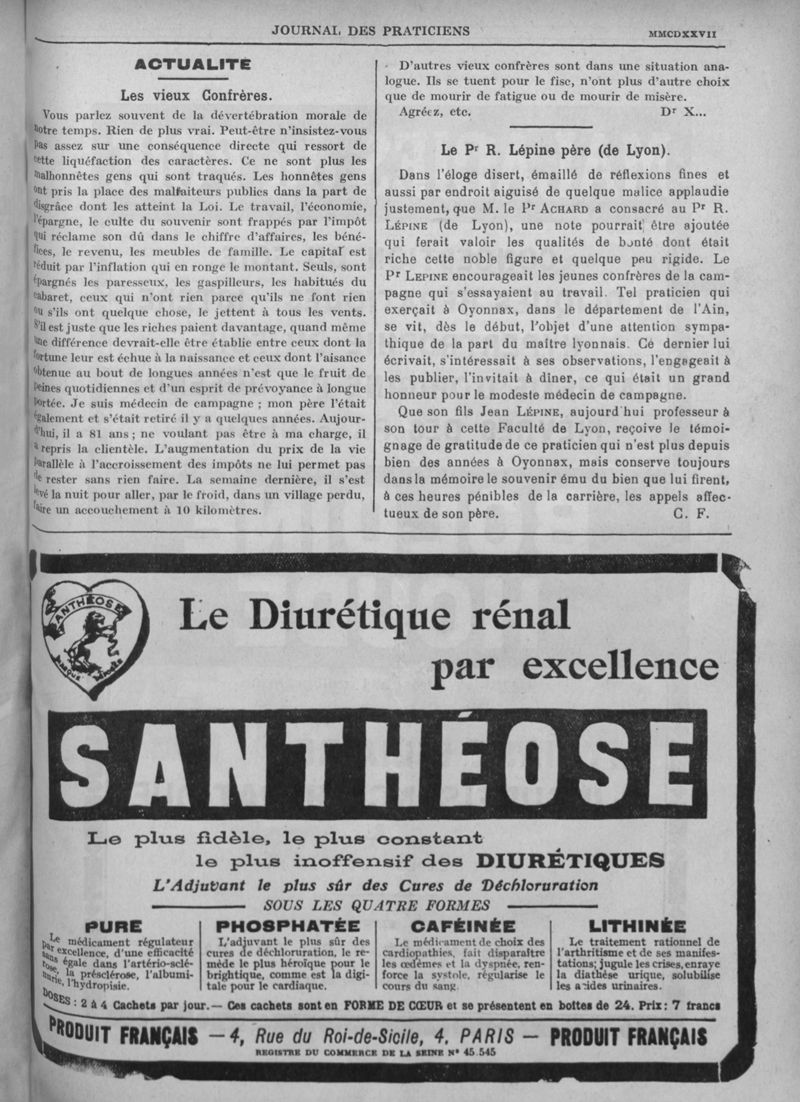 JOURNAL DES PRATICIENS
MMCDXXVII
ACTUALITÉ
Les vieux Confrères.
Vous parlez souvent de la dévertébration morale de
notre temps. Rien de plus vrai. Peut-être n'insistez-vous
pas assez sur une conséquence directe qui ressort de
cette liquéfaction des caractères. Ce ne sont plus les
malhonnêtes gens qui sont traqués. Les honnêtes gens
ont pris la place des malfaiteurs publics dans la part de
disgrâce dont les atteint la Loi. Le travail, l'économie,
l'épargne, le culte du souvenir sont frappés par l'impôt
qui réclame son dû dans le chiffre d'affaires, les béné-
fices, le revenu, les meubles de famille. Le capital est
réduit par l'inflation qui en ronge le montant. Seuls, sont
épargnés les paresseux, les gaspilleurs, les habitués du
cabaret, ceux qui n'ont rien parce qu'ils ne font rien
ou s'ils ont quelque chose, le jettent à tous les vents.
S'il est juste que les riches paient davantage, quand même
une différence devrait-elle être établie entre ceux dont la
fortune leur est échue à la naissance et ceux dont l'aisance
obtenue au bout de longues années n'est que le fruit de
peines quotidiennes et d'un esprit de prévoyance à longue
portée. Je suis médecin de campagne ; mon père l'était
également et s'était retiré il y a quelques années. Aujour-
d'hui, il a 81 ans ; ne voulant pas être à ma charge, il
a repris la clientèle. L'augmentation du prix de la vie
parallèle à l'accroissement des impôts ne lui permet pas
de rester sans rien faire. La semaine dernière, il s'est
levé la nuit pour aller, par le froid, dans un village perdu,
faire un accouchement à 10 kilomètres.
D'autres vieux confrères sont dans une situation ana-
logue. Ils se tuent pour le fisc, n'ont plus d'autre choix
que de mourir de fatigue ou de mourir de misère.
Agréez, etc. Dr X...
Le Pr R. Lépine père (de Lyon).
Dans l'éloge disert, émaillé de réflexions fines et
aussi par endroit aiguisé de quelque malice applaudie
justement, que M. le Pr ACHARD a consacré au Pr R.
LÉPINE (de Lyon), une note pourrait être ajoutée
qui ferait valoir les qualités de bonté dont était
riche cette noble figure et quelque peu rigide. Le
Pr LEPINE encourageait les jeunes confrères de la cam-
pagne qui s'essayaient au travail. Tel praticien qui
exerçait à Oyonnax, dans le département de l'Ain,
se vit, dès le début, l'objet d'une attention sympa-
thique de la part du maître lyonnais. Ce dernier lui
écrivait, s'intéressait à ses observations, l'engageait à
les publier, l'invitait à dîner, ce qui était un grand
honneur pour le modeste médecin de campagne.
Que son fils Jean LÉPINE, aujourd'hui professeur à
son tour à cette Faculté de Lyon, reçoive le témoi-
gnage de gratitude de ce praticien qui n'est plus depuis
bien des années à Oyonnax, mais conserve toujours
dans la mémoire le souvenir ému du bien que lui firent,
à ces heures pénibles de la carrière, les appels affec-
tueux de son père. C. F.
SANTHÉOSE
MARQUE DÉPOSÉE
Le Diurétique rénal
par excellence
SANTHÉOSE
Le plus fidèle, le plus constant
le plus inoffensif des DIURÉTIQUES
L'Adjuvant le plus sûr des Cures de Déchloruration
SOUS LES QUATRE FORMES
PURE
Le médicament régulateur
par excellence, d'une efficacité
sans égale dans l'artério-sclé-
rose, la présclérose, l'albumi-
nurie, l'hydropisie.
PHOSPHATÉE
L'adjuvant le plus sûr des
cures de déchloruration, le re-
mède le plus héroïque pour le
brightique, comme est la digi-
tale pour le cardiaque.
CAFÉINÉE
Le médicament de choix des
cardiopathies, fait disparaître
les œdèmes et la dyspnée, ren-
force la systole, régularise le
cours du sang.
LITHINÉE
Le traitement rationnel de
l'arthritisme et de ses manifes-
tations; jugule les crises, enraye
la diathèse urique, solubilise
les acides urinaires.
DOSES : 2 à 4 Cachets par jour. — Ces cachets sont en FORME DE CŒUR et se présentent en boîtes de 24. Prix : 7 francs
PRODUIT FRANÇAIS — 4, Rue du Roi-de-Sicile, 4, PARIS — PRODUIT FRANÇAIS
REGISTRE DU COMMERCE DE LA SEINE N° 45.545